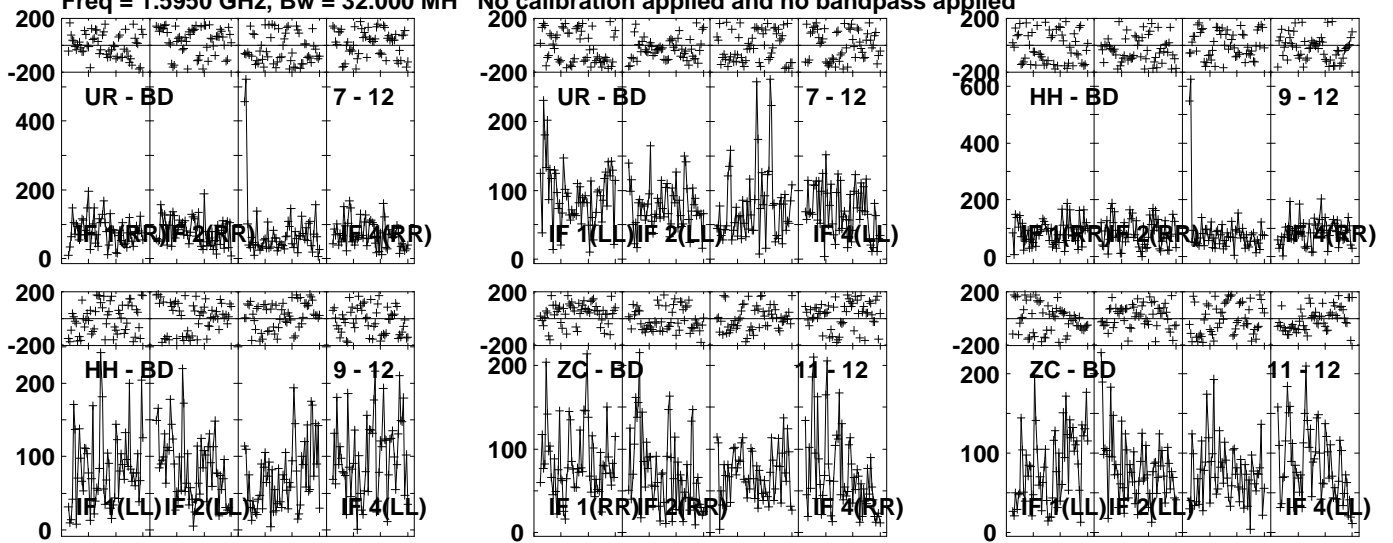 Freq = 1.5950 GHz, Bw = 32.000 MH No calibration applied and no bandpass applied
200
-200
UR - BD 7 - 12
400
200
0
IF 1(RR) IF 2(RR) IF 4(RR)
200
-200
UR - BD 7 - 12
200
100
0
IF 1(LL) IF 2(LL) IF 4(LL)
200
-200
600
HH - BD 9 - 12
400
200
0
IF 1(RR) IF 2(RR) IF 4(RR)
200
-200
HH - BD 9 - 12
200
100
0
IF 1(LL) IF 2(LL) IF 4(LL)
200
-200
200
ZC - BD 11 - 12
100
0
IF 1(RR) IF 2(RR) IF 4(RR)
200
-200
ZC - BD 11 - 12
200
100
0
IF 1(LL) IF 2(LL) IF 4(LL)